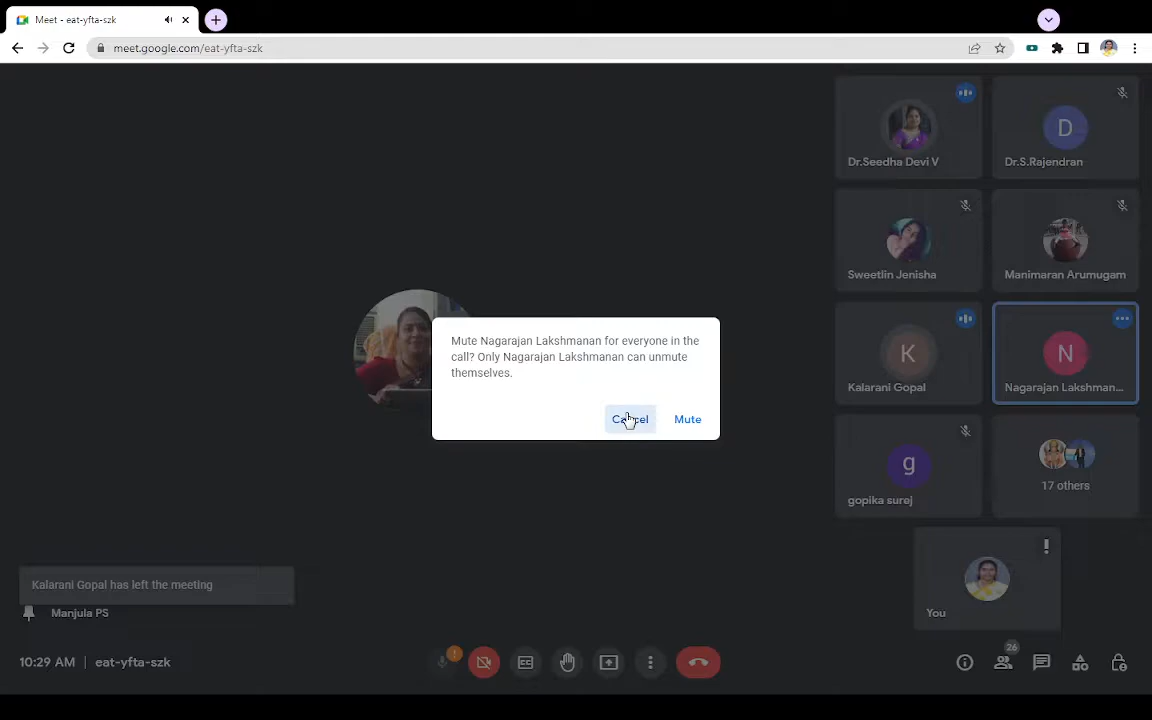 Meet - eat-yfta-szk
meet.google.com/eat-yfta-szk
Dr.Seedha Devi V
D
Dr.S.Rajendran
Sweetlin Jenisha
Manimaran Arumugam
K
Kalarani Gopal
N
Nagarajan Lakshman...
g
gopika surej
17 others
You
Mute Nagarajan Lakshmanan for everyone in the
call? Only Nagarajan Lakshmanan can unmute
themselves.
Cancel
Mute
Kalarani Gopal has left the meeting
Manjula PS
10:29 AM | eat-yfta-szk
CC
26